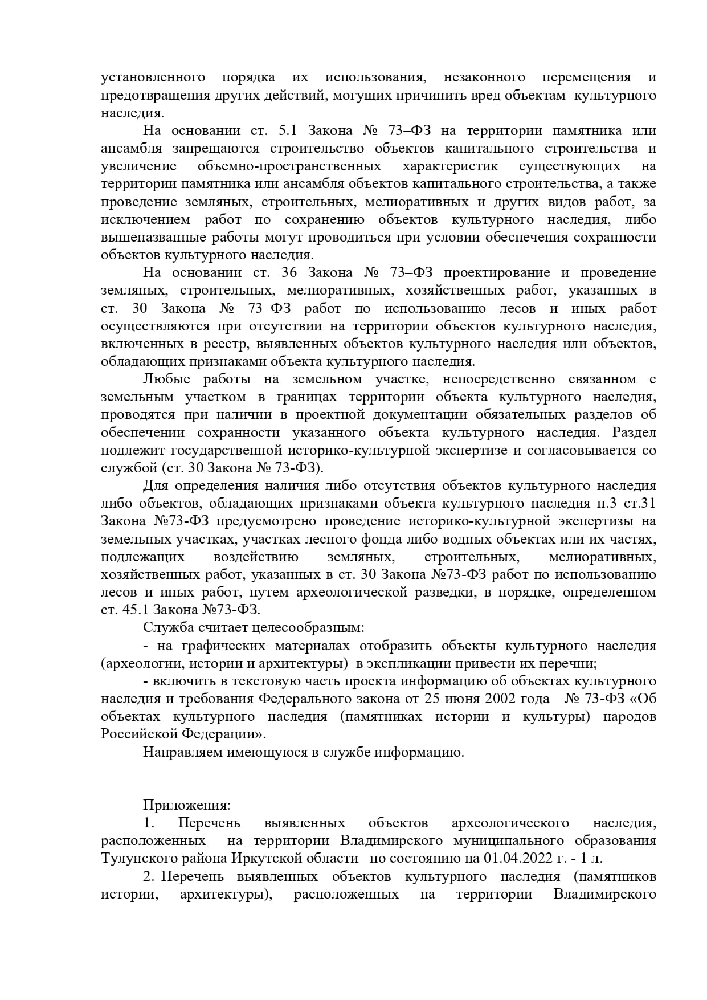 установленного порядка их использования, незаконного перемещения и
предотвращения других действий, могущих причинить вред объектам культурного
наследия.
На основании ст. 5.1 Закона № 73–ФЗ на территории памятника или
ансамбля запрещаются строительство объектов капитального строительства и
увеличение объемно-пространственных характеристик существующих на
территории памятника или ансамбля объектов капитального строительства, а также
проведение земляных, строительных, мелиоративных и других видов работ, за
исключением работ по сохранению объектов культурного наследия, либо
вышеназванные работы могут проводиться при условии обеспечения сохранности
объектов культурного наследия.
На основании ст. 36 Закона № 73–ФЗ проектирование и проведение
земляных, строительных, мелиоративных, хозяйственных работ, указанных в
ст. 30 Закона № 73–ФЗ работ по использованию лесов и иных работ
осуществляются при отсутствии на территории объектов культурного наследия,
включенных в реестр, выявленных объектов культурного наследия или объектов,
обладающих признаками объекта культурного наследия.
Любые работы на земельном участке, непосредственно связанном с
земельным участком в границах территории объекта культурного наследия,
проводятся при наличии в проектной документации обязательных разделов об
обеспечении сохранности указанного объекта культурного наследия. Раздел
подлежит государственной историко-культурной экспертизе и согласовывается со
службой (ст. 30 Закона № 73-ФЗ).
Для определения наличия либо отсутствия объектов культурного наследия
либо объектов, обладающих признаками объекта культурного наследия п.3 ст.31
Закона №73-ФЗ предусмотрено проведение историко-культурной экспертизы на
земельных участках, участках лесного фонда либо водных объектах или их частях,
подлежащих воздействию земляных, строительных, мелиоративных,
хозяйственных работ, указанных в ст. 30 Закона №73-ФЗ работ по использованию
лесов и иных работ, путем археологической разведки, в порядке, определенном
ст. 45.1 Закона №73-ФЗ.
Служба считает целесообразным:
- на графических материалах отобразить объекты культурного наследия
(археологии, истории и архитектуры) в экспликации привести их перечни;
- включить в текстовую часть проекта информацию об объектах культурного
наследия и требования Федерального закона от 25 июня 2002 года № 73-ФЗ «Об
объектах культурного наследия (памятниках истории и культуры) народов
Российской Федерации».
Направляем имеющуюся в службе информацию.
Приложения:
1. Перечень выявленных объектов археологического наследия,
расположенных на территории Владимирского муниципального образования
Тулунского района Иркутской области по состоянию на 01.04.2022 г. - 1 л.
2. Перечень выявленных объектов культурного наследия (памятников
истории, архитектуры), расположенных на территории Владимирского